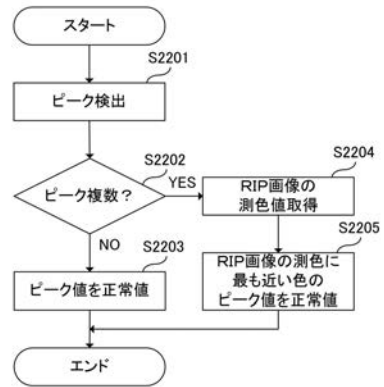 スタート
S2201
ピーク検出
S2202
ピーク複数？
YES
S2204
RIP画像の
測色値取得
NO
S2203
ピーク値を正常値
S2205
RIP画像の測色に
最も近い色の
ピーク値を正常値
エンド